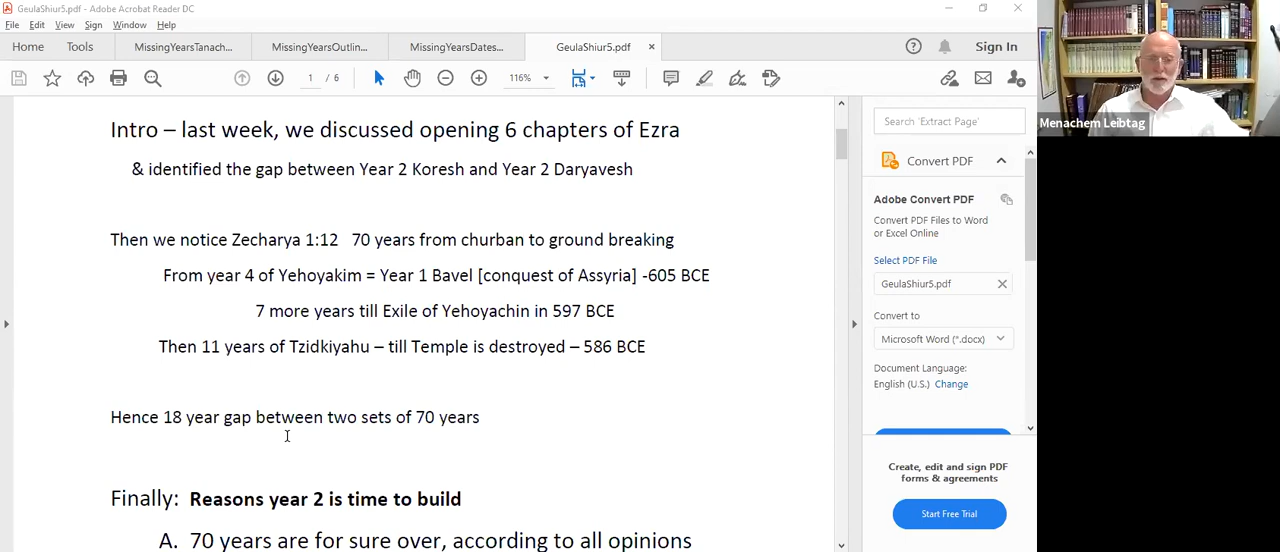 GeulaShiur5.pdf - Adobe Acrobat Reader DC
File Edit View Sign Window Help
Home Tools MissingYearsTanach... MissingYearsOutlin... MissingYearsDates... GeulaShiur5.pdf × Sign In
1 / 6 116%
Intro – last week, we discussed opening 6 chapters of Ezra
& identified the gap between Year 2 Koresh and Year 2 Daryavesh
Then we notice Zecharya 1:12 70 years from churban to ground breaking
From year 4 of Yehoyakim = Year 1 Bavel [conquest of Assyria] -605 BCE
7 more years till Exile of Yehoyachin in 597 BCE
Then 11 years of Tzidkiyahu – till Temple is destroyed – 586 BCE
Hence 18 year gap between two sets of 70 years
Finally: Reasons year 2 is time to build
A. 70 years are for sure over, according to all opinions
Search 'Extract Page'
Convert PDF
Adobe Convert PDF
Convert PDF Files to Word
or Excel Online
Select PDF File
GeulaShiur5.pdf
Convert to
Microsoft Word (*.docx)
Document Language:
English (U.S.) Change
Create, edit and sign PDF
forms & agreements
Start Free Trial
Menachem Leibtag